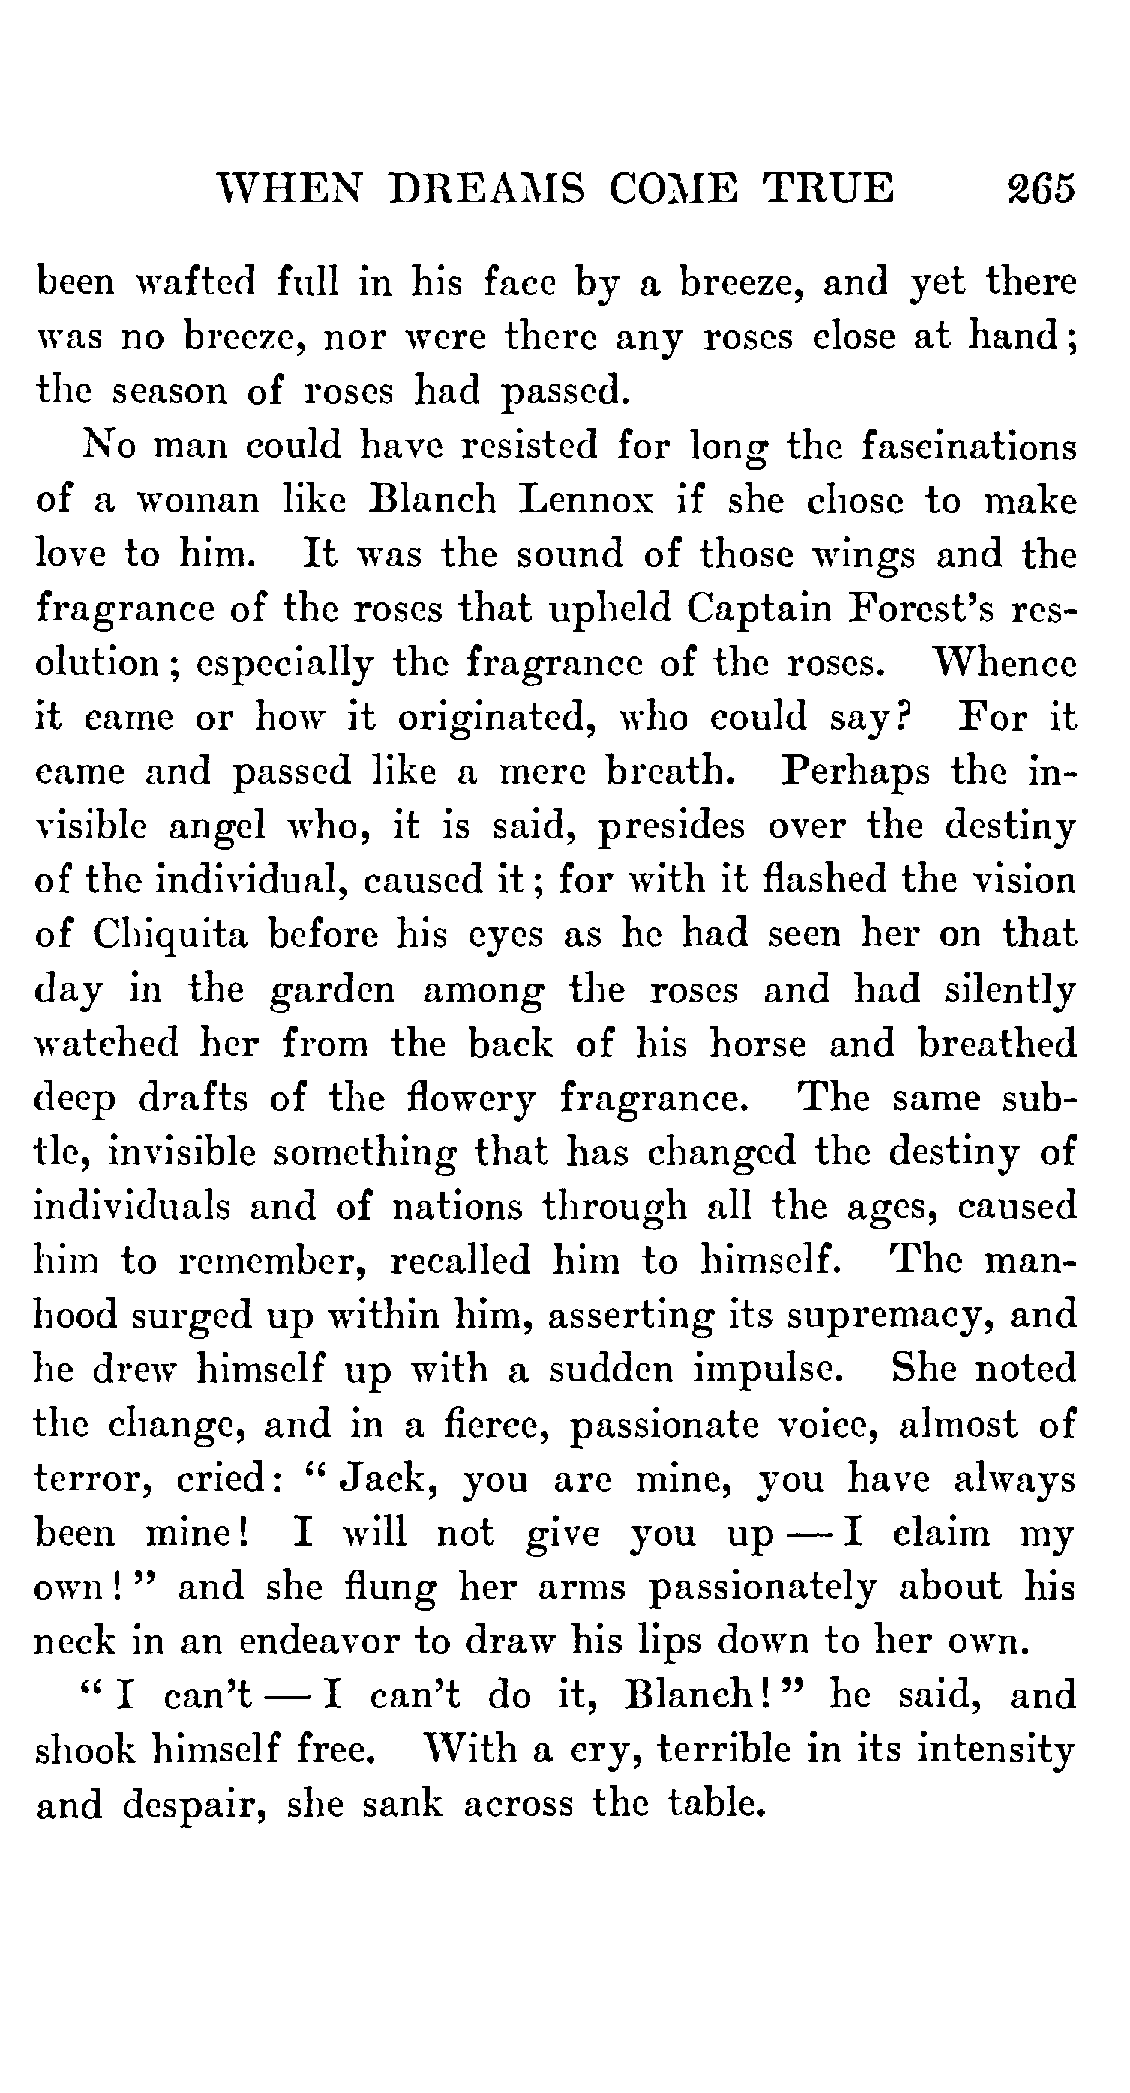 WHEN DREAMS COME TRUE 265
been wafted full in his face by a breeze, and yet there
was no breeze, nor were there any roses close at hand;
the season of roses had passed.
No man could have resisted for long the fascinations
of a woman like Blanch Lennox if she chose to make
love to him. It was the sound of those wings and the
fragrance of the roses that upheld Captain Forest's res-
olution; especially the fragrance of the roses. Whence
it came or how it originated, who could say? For it
came and passed like a mere breath. Perhaps the in-
visible angel who, it is said, presides over the destiny
of the individual, caused it; for with it flashed the vision
of Chiquita before his eyes as he had seen her on that
day in the garden among the roses and had silently
watched her from the back of his horse and breathed
deep drafts of the flowery fragrance. The same sub-
tle, invisible something that has changed the destiny of
individuals and of nations through all the ages, caused
him to remember, recalled him to himself. The man-
hood surged up within him, asserting its supremacy, and
he drew himself up with a sudden impulse. She noted
the change, and in a fierce, passionate voice, almost of
terror, cried: "Jack, you are mine, you have always
been mine! I will not give you up—I claim my
own!" and she flung her arms passionately about his
neck in an endeavor to draw his lips down to her own.
"I can't—I can't do it, Blanch!" he said, and
shook himself free. With a cry, terrible in its intensity
and despair, she sank across the table.